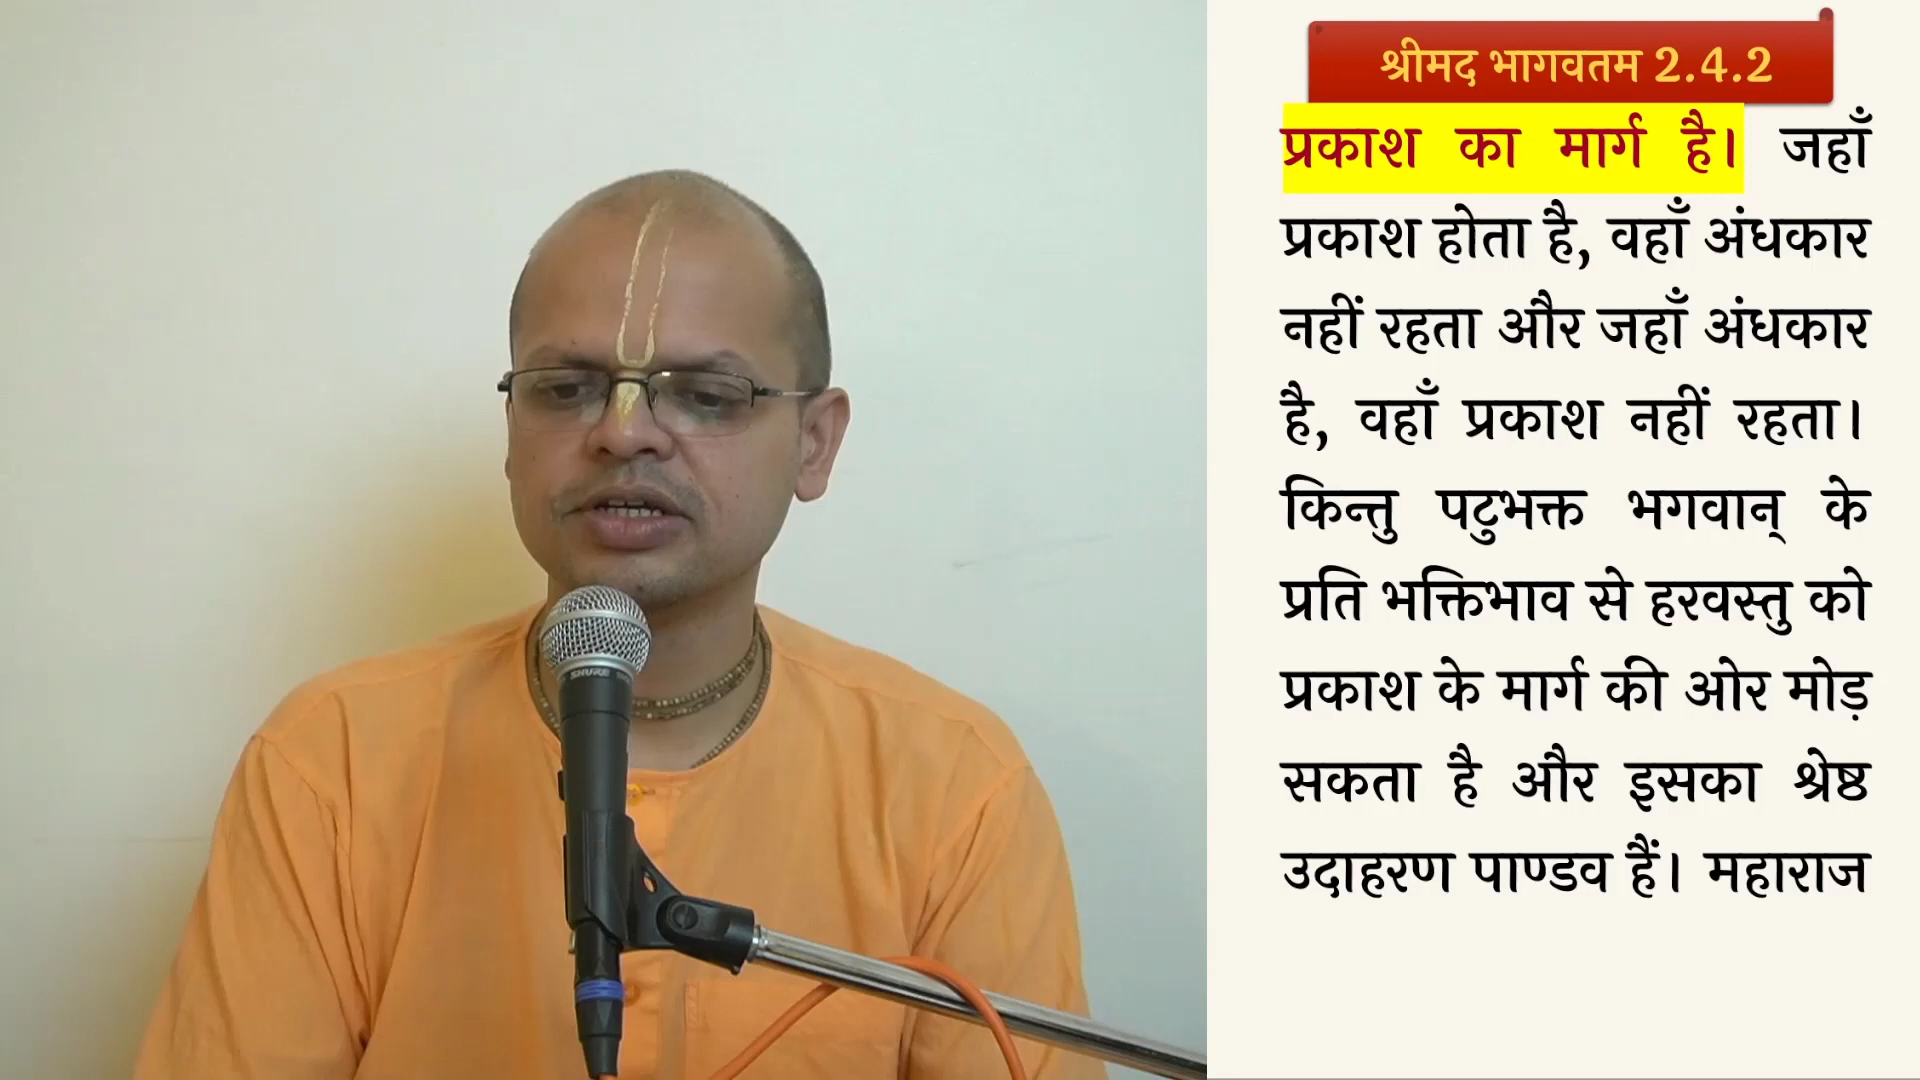 श्रीमद भागवतम 2.4.2
प्रकाश का मार्ग है। जहाँ
प्रकाश होता है, वहाँ अंधकार
नहीं रहता और जहाँ अंधकार
है, वहाँ प्रकाश नहीं रहता।
किन्तु पटुभक्त भगवान् के
प्रति भक्तिभाव से हरवस्तु को
प्रकाश के मार्ग की ओर मोड़
सकता है और इसका श्रेष्ठ
उदाहरण पाण्डव हैं। महाराज
SHURE